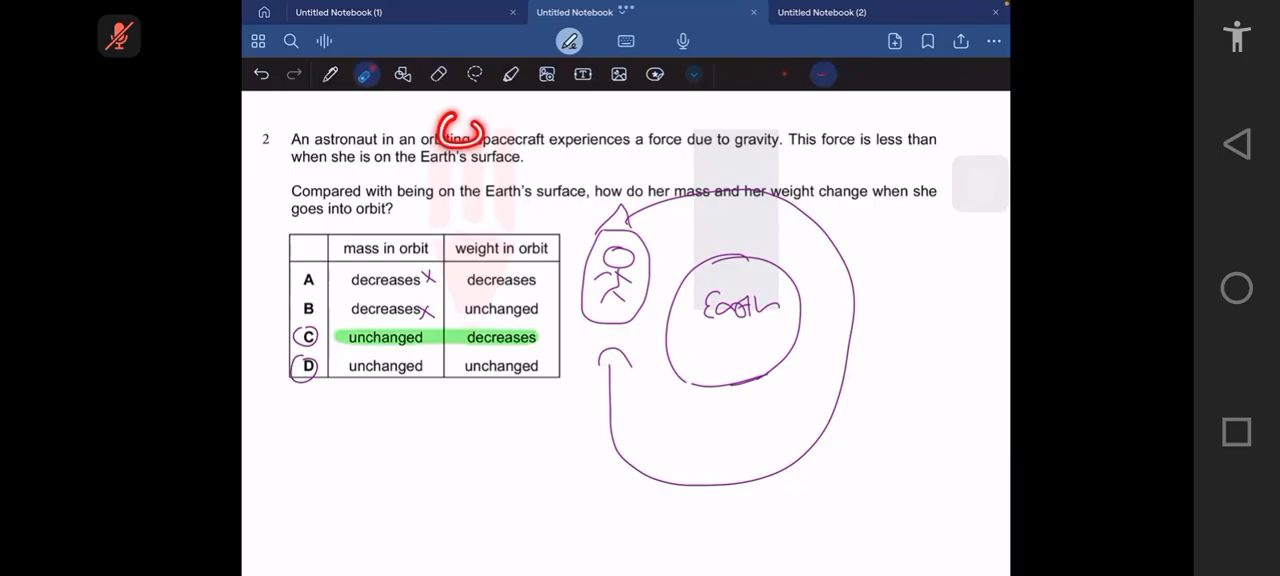 Untitled Notebook (1) × Untitled Notebook × Untitled Notebook (2) ×
2 An astronaut in an orbiting spacecraft experiences a force due to gravity. This force is less than
when she is on the Earth's surface.
Compared with being on the Earth's surface, how do her mass and her weight change when she
goes into orbit?
mass in orbit weight in orbit
A decreases x decreases
B decreases x unchanged
C unchanged decreases
D unchanged unchanged
Earth